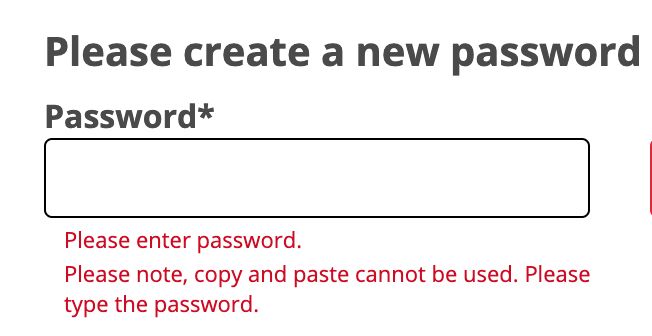 Please create a new password
Password*
Please enter password.
Please note, copy and paste cannot be used. Please
type the password.